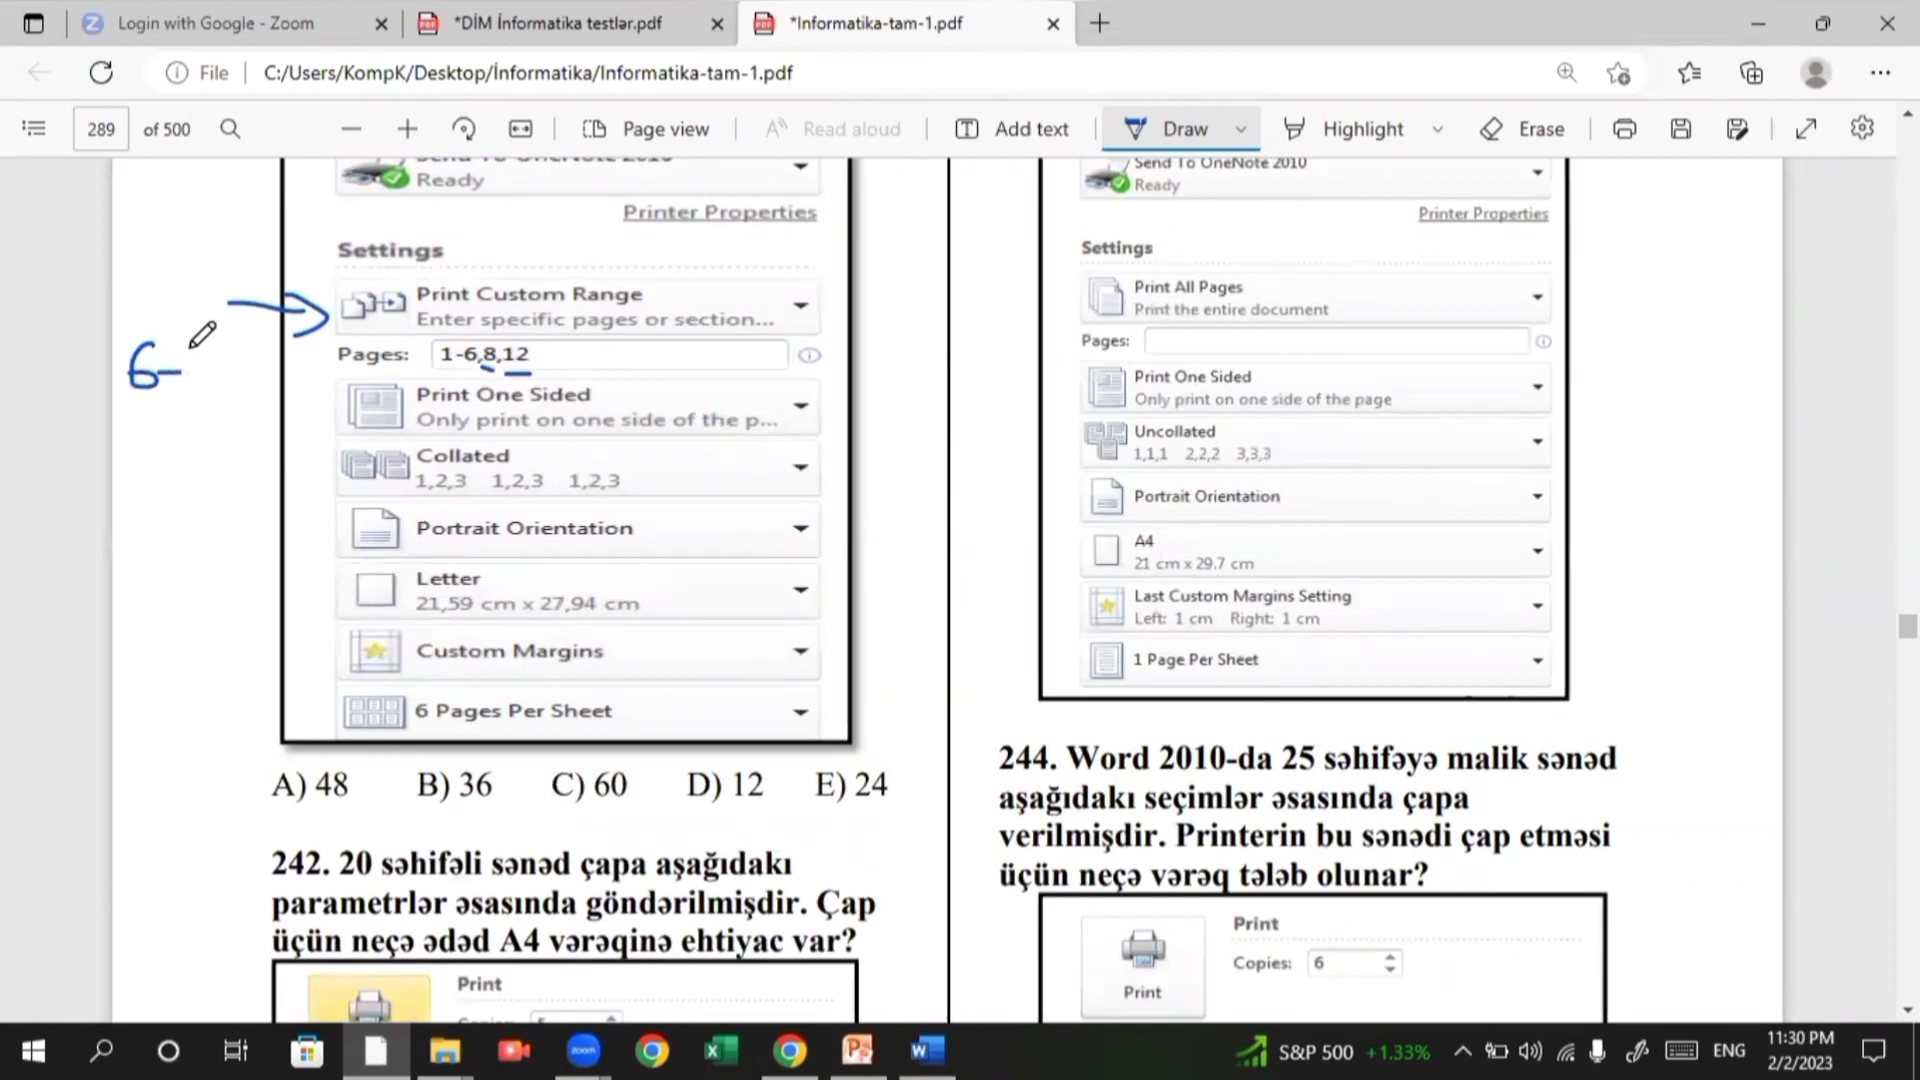 Login with Google - Zoom
*DİM İnformatika testlər.pdf
*Informatika-tam-1.pdf
File
C:/Users/KompK/Desktop/İnformatika/Informatika-tam-1.pdf
289 of 500
Page view
Read aloud
Add text
Draw
Highlight
Erase
Send To OneNote 2010
Ready
Printer Properties
Settings
Print Custom Range
Enter specific pages or section...
Pages: 1-6,8,12
6-
Print One Sided
Only print on one side of the p...
Collated
1,2,3 1,2,3 1,2,3
Portrait Orientation
Letter
21,59 cm x 27,94 cm
Custom Margins
6 Pages Per Sheet
A) 48 B) 36 C) 60 D) 12 E) 24
242. 20 səhifəli sənəd çapa aşağıdakı
parametrlər əsasında göndərilmişdir. Çap
üçün neçə ədəd A4 vərəqinə ehtiyac var?
Print
Send To OneNote 2010
Ready
Printer Properties
Settings
Print All Pages
Print the entire document
Pages:
Print One Sided
Only print on one side of the page
Uncollated
1,1,1 2,2,2 3,3,3
Portrait Orientation
A4
21 cm x 29.7 cm
Last Custom Margins Setting
Left: 1 cm Right: 1 cm
1 Page Per Sheet
244. Word 2010-da 25 səhifəyə malik sənəd
aşağıdakı seçimlər əsasında çapa
verilmişdir. Printerin bu sənədi çap etməsi
üçün neçə vərəq tələb olunar?
Print
Copies: 6
Print
S&P 500 +1.33%
ENG
11:30 PM
2/2/2023